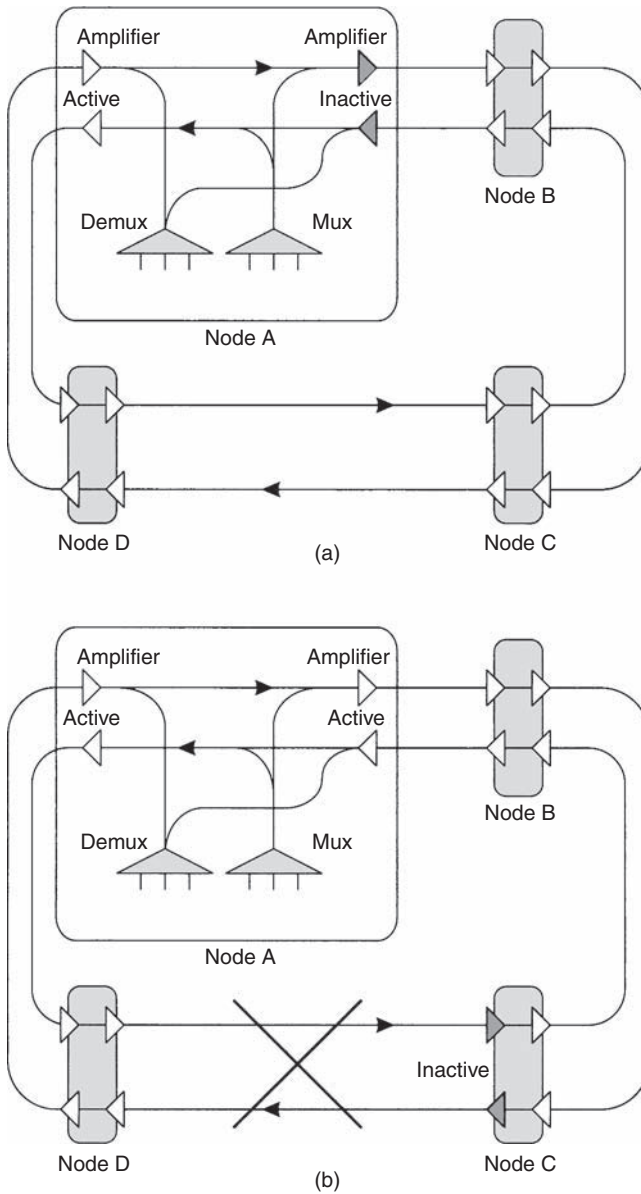 Amplifier Amplifier
Active Inactive
Node B
Demux Mux
Node A
Node D Node C
(a)
Amplifier Amplifier
Active Active
Node B
Demux Mux
Node A
Inactive
Node D Node C
(b)